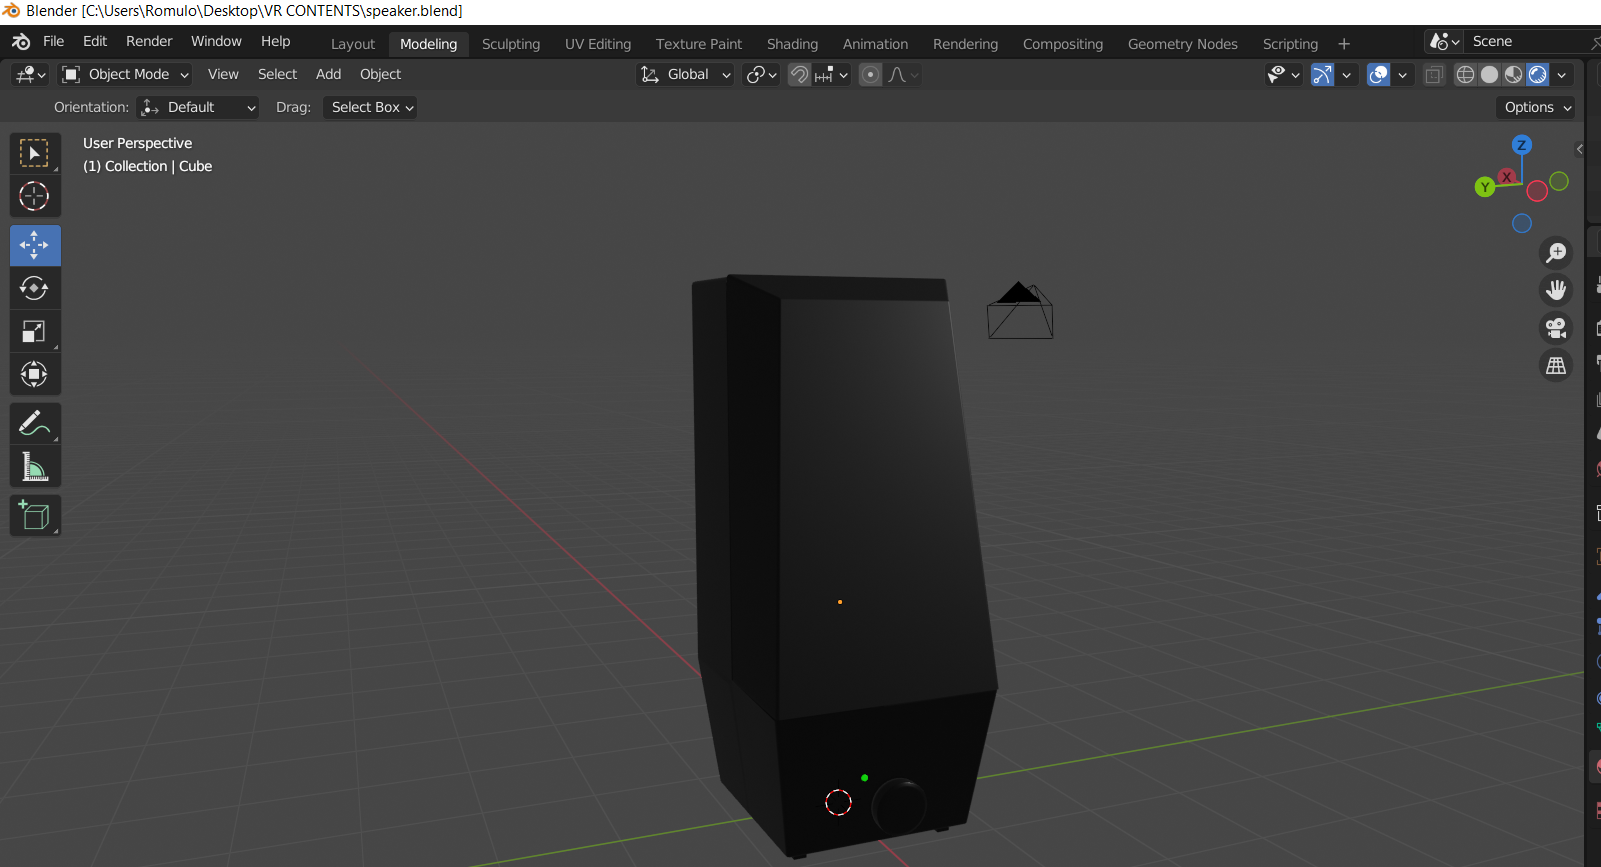 Blender [C:\Users\Romulo\Desktop\VR CONTENTS\speaker.blend]
File Edit Render Window Help Layout Modeling Sculpting UV Editing Texture Paint Shading Animation Rendering Compositing Geometry Nodes Scripting + Scene
Object Mode View Select Add Object Global
Orientation: Default Drag: Select Box Options
User Perspective
(1) Collection | Cube
Z
X
Y